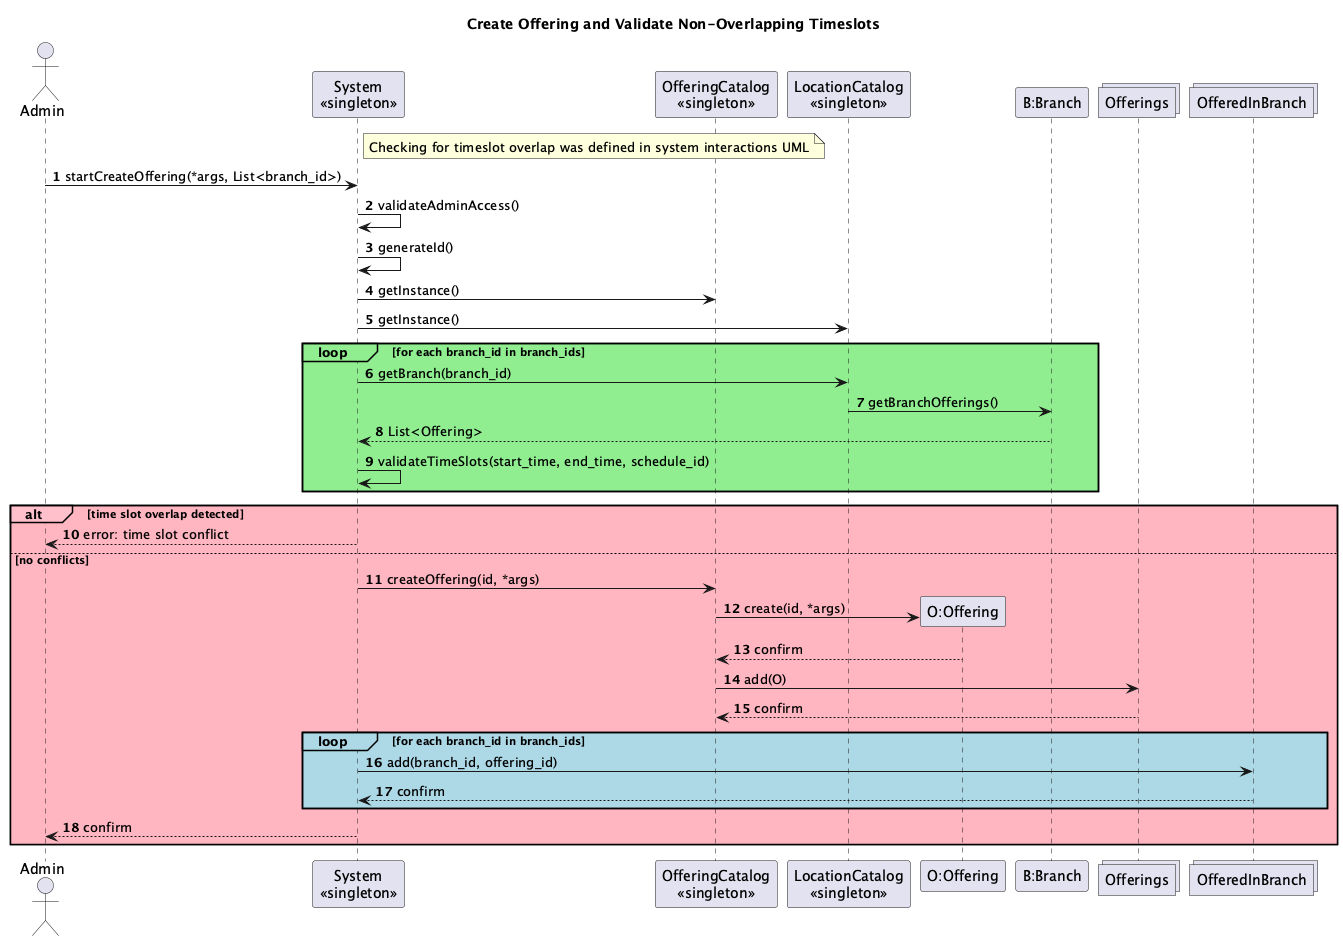 Create Offering and Validate Non-Overlapping Timeslots
Admin
System
«singleton»
OfferingCatalog
«singleton»
LocationCatalog
«singleton»
B:Branch
Offerings
OfferedInBranch
Checking for timeslot overlap was defined in system interactions UML
1 startCreateOffering(*args, List<branch_id>)
2 validateAdminAccess()
3 generateId()
4 getInstance()
5 getInstance()
loop [for each branch_id in branch_ids]
6 getBranch(branch_id)
7 getBranchOfferings()
8 List<Offering>
9 validateTimeSlots(start_time, end_time, schedule_id)
alt [time slot overlap detected]
10 error: time slot conflict
[no conflicts]
11 createOffering(id, *args)
12 create(id, *args)
O:Offering
13 confirm
14 add(O)
15 confirm
loop [for each branch_id in branch_ids]
16 add(branch_id, offering_id)
17 confirm
18 confirm
Admin
System
«singleton»
OfferingCatalog
«singleton»
LocationCatalog
«singleton»
O:Offering
B:Branch
Offerings
OfferedInBranch